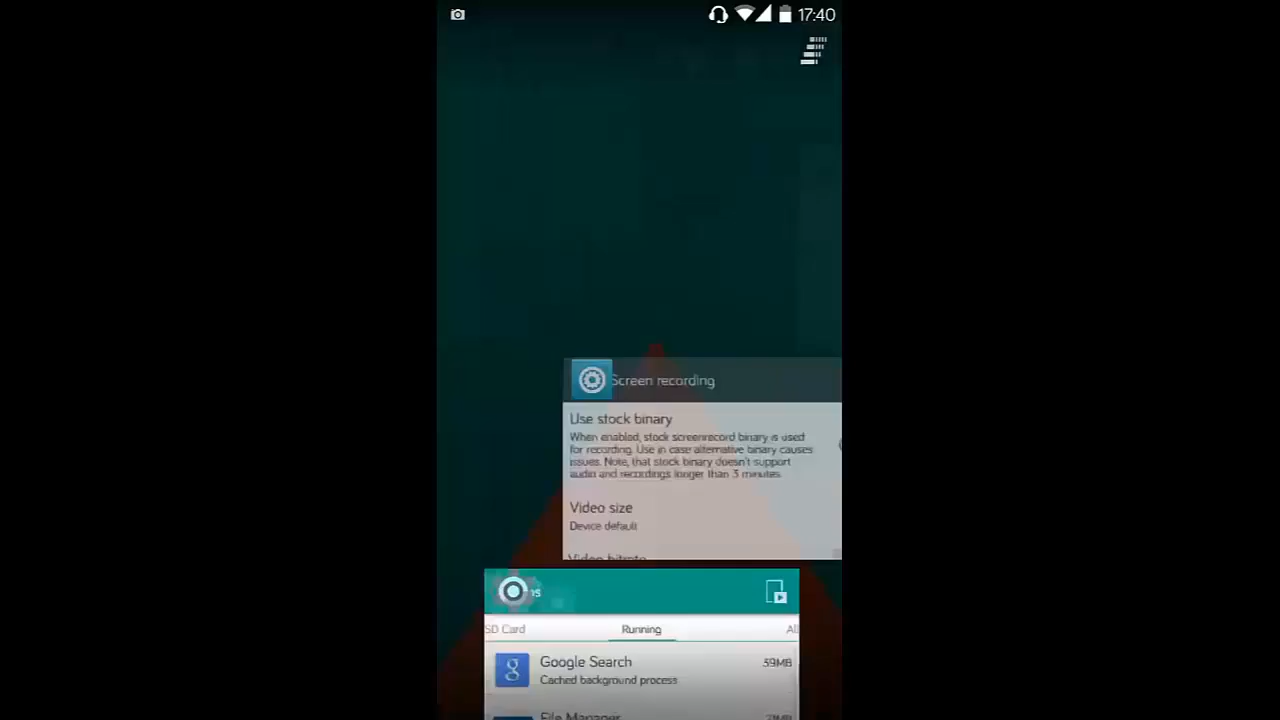 17:40
Screen recording
Use stock binary
When enabled, stock screenrecord binary is used
for recording. Use in case alternative binary causes
issues. Note, that stock binary doesn't support
audio and recordings longer than 3 minutes.
Video size
Device default
Video bitrate
SD Card Running All
Google Search 39MB
Cached background process
File Manager